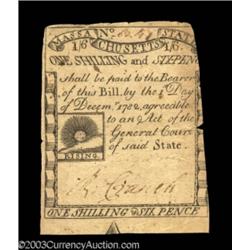 MASSA No STATE
1/6 CHUSETTS 1/6
ONE SHILLING and SIXPENCE
shall be paid to the Bearer
of this Bill, by the Day
of Decem.r 1782, agreeable
to an Act of the
General Court
of said State.
RISING
R. Cranch
ONE SHILLING & SIX PENCE
©2003CurrencyAuction.com